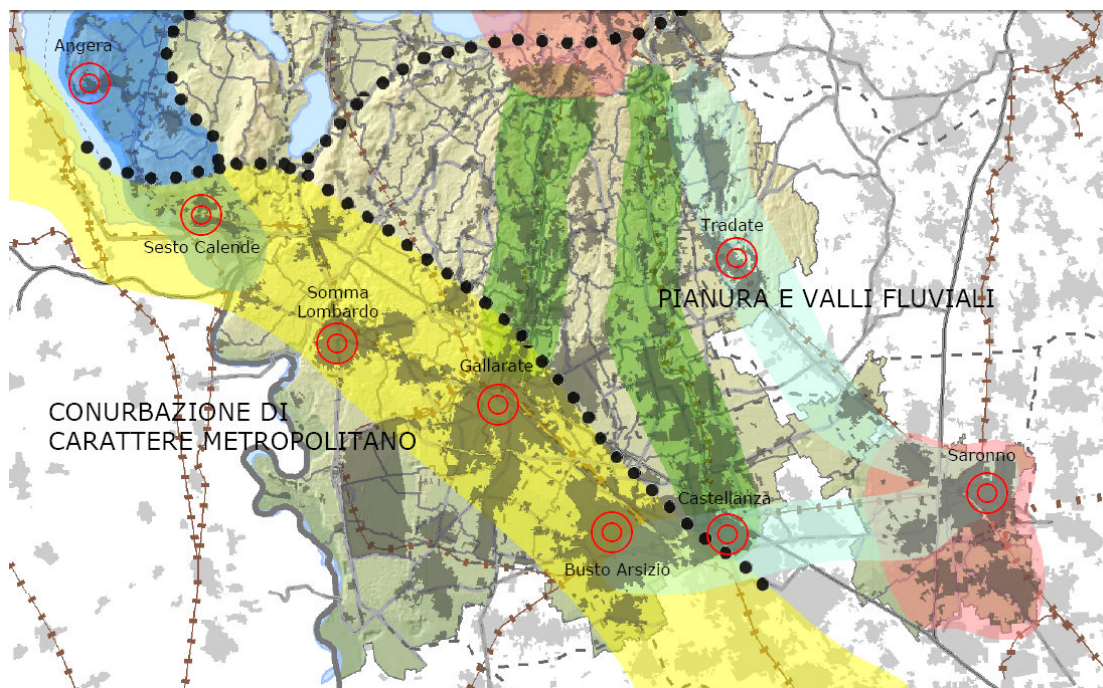 Angera
Sesto Calende
Tradate
PIANURA E VALLI FLUVIALI
Somma
Lombardo
Gallarate
CONURBAZIONE DI
CARATTERE METROPOLITANO
Saronno
Castellanza
Busto Arsizio